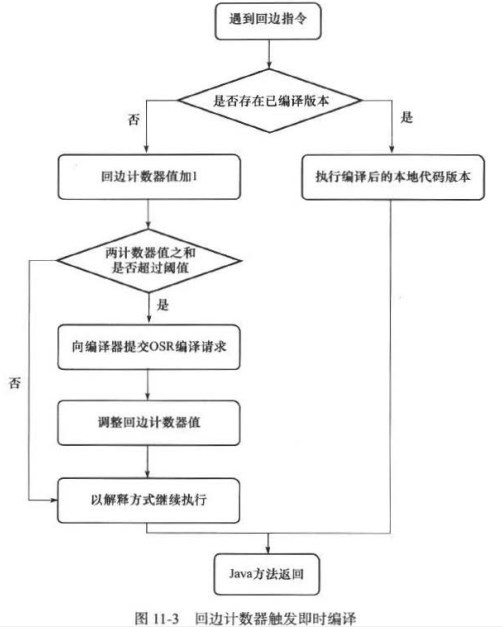 遇到回边指令
是否存在已编译版本
否
是
回边计数器值加1
执行编译后的本地代码版本
两计数器值之和
是否超过阈值
是
向编译器提交OSR编译请求
否
调整回边计数器值
以解释方式继续执行
Java方法返回
图 11-3 回边计数器触发即时编译